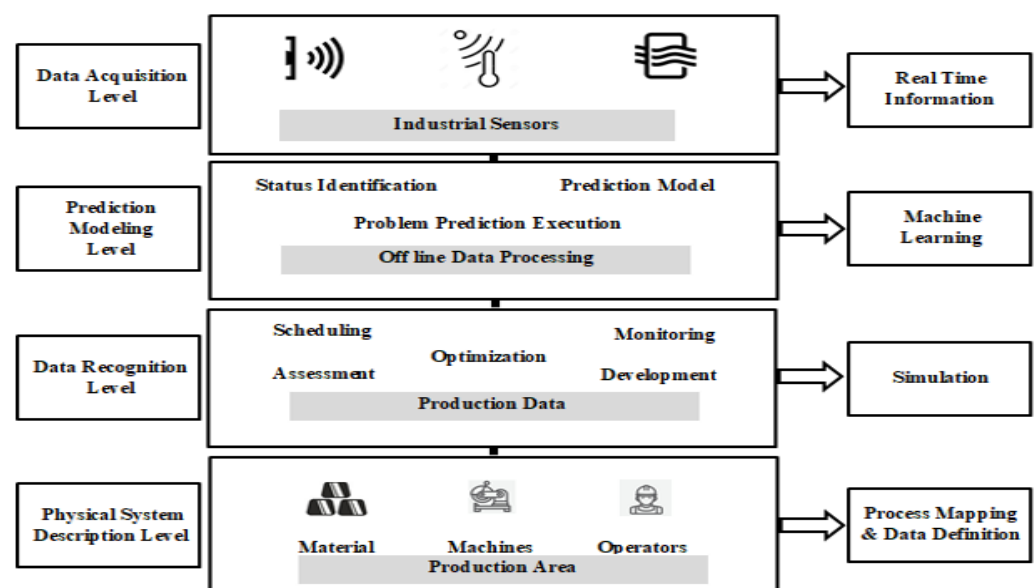 Data Acquisition
Level
Industrial Sensors
Real Time
Information
Prediction
Modeling
Level
Status Identification
Prediction Model
Problem Prediction Execution
Off line Data Processing
Machine
Learning
Data Recognition
Level
Scheduling
Monitoring
Optimization
Assessment
Development
Production Data
Simulation
Physical System
Description Level
Material
Machines
Operators
Production Area
Process Mapping
& Data Definition